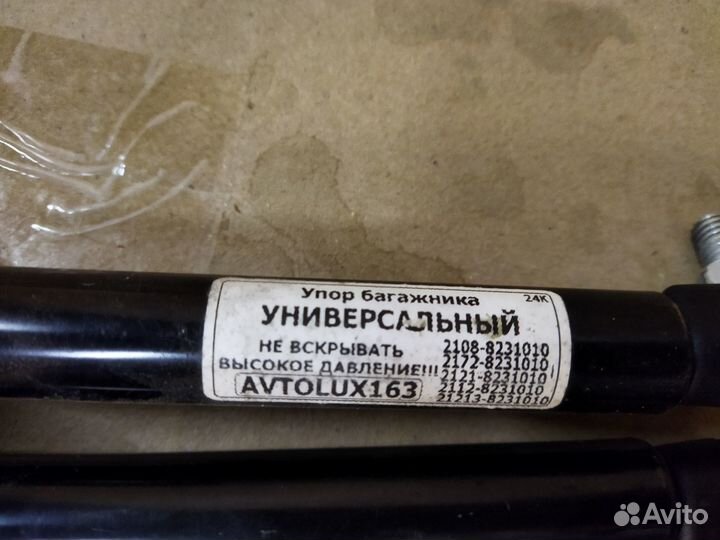 Упор багажника 24К
УНИВЕРСАЛЬНЫЙ
НЕ ВСКРЫВАТЬ
ВЫСОКОЕ ДАВЛЕНИЕ!!!
AVTOLUX163
2108-8231010
2172-8231010
2121-8231010
2112-8231010
21213-8231010
Avito